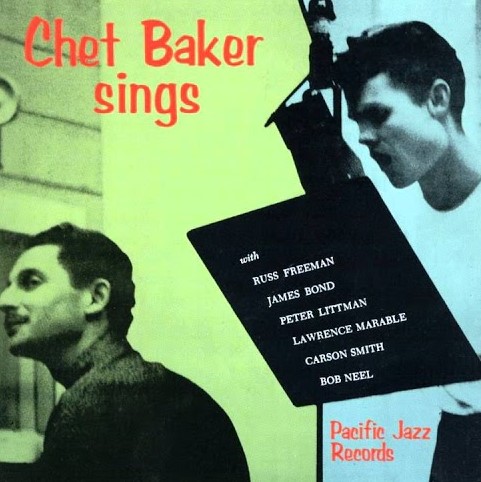 Chet Baker
sings
with
RUSS FREEMAN
JAMES BOND
PETER LITTMAN
LAWRENCE MARABLE
CARSON SMITH
BOB NEEL
Pacific Jazz
Records